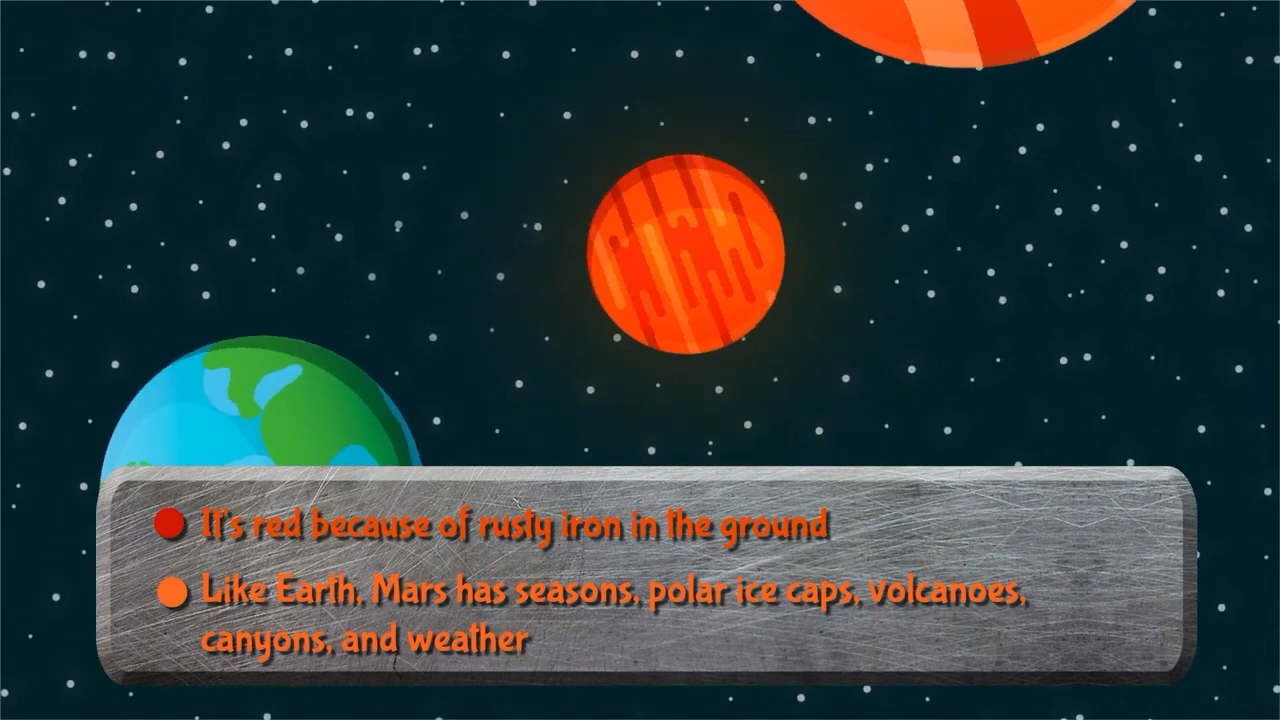 It's red because of rusty iron in the ground
Like Earth, Mars has seasons, polar ice caps, volcanoes,
canyons, and weather